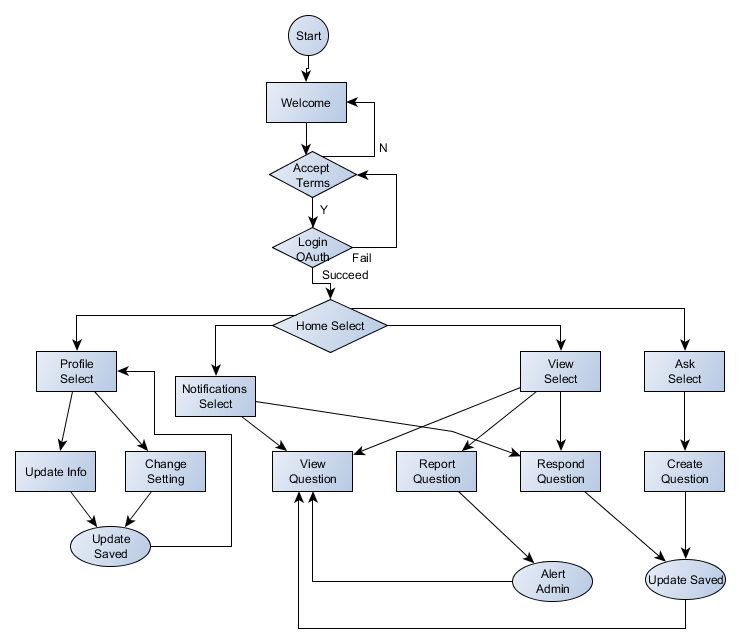 Start
Welcome
N
Accept
Terms
Y
Login
OAuth
Fail
Succeed
Home Select
Profile
Select
Notifications
Select
View
Select
Ask
Select
Update Info
Change
Setting
View
Question
Report
Question
Respond
Question
Create
Question
Update
Saved
Alert
Admin
Update Saved